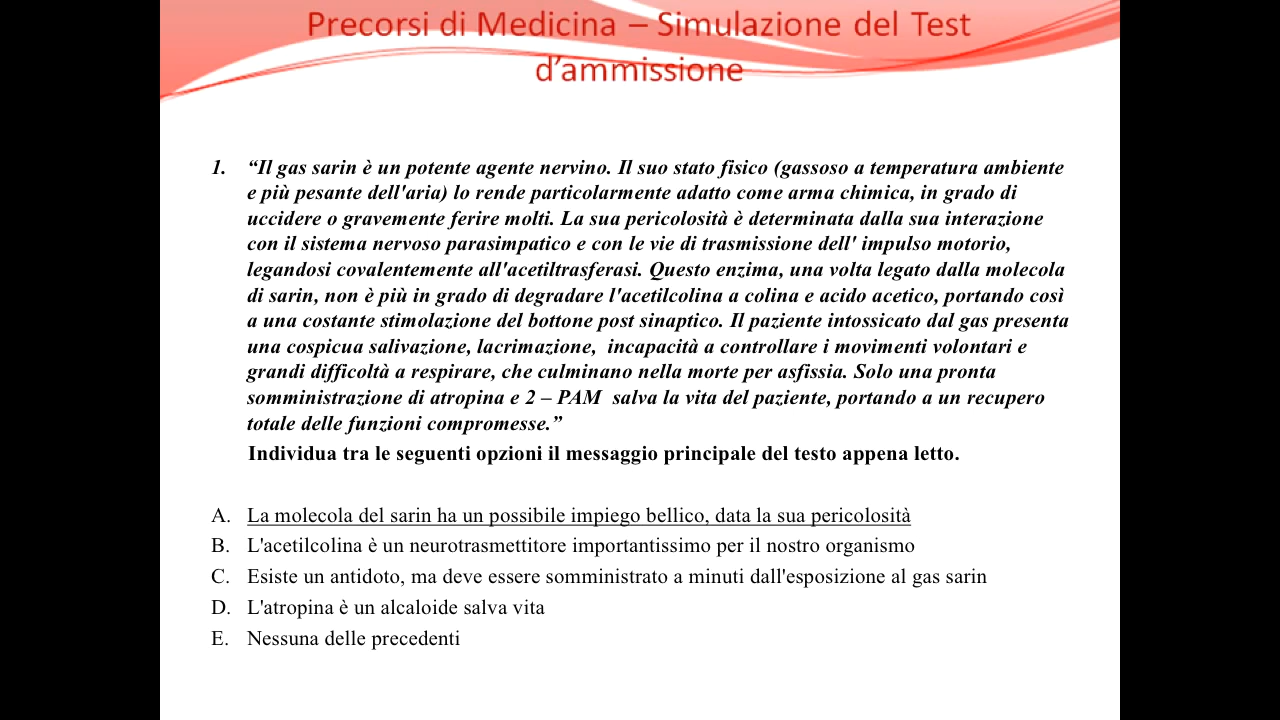 Precorsi di Medicina – Simulazione del Test
d’ammissione
1. “Il gas sarin è un potente agente nervino. Il suo stato fisico (gassoso a temperatura ambiente
e più pesante dell'aria) lo rende particolarmente adatto come arma chimica, in grado di
uccidere o gravemente ferire molti. La sua pericolosità è determinata dalla sua interazione
con il sistema nervoso parasimpatico e con le vie di trasmissione dell' impulso motorio,
legandosi covalentemente all'acetiltrasferasi. Questo enzima, una volta legato dalla molecola
di sarin, non è più in grado di degradare l'acetilcolina a colina e acido acetico, portando così
a una costante stimolazione del bottone post sinaptico. Il paziente intossicato dal gas presenta
una cospicua salivazione, lacrimazione, incapacità a controllare i movimenti volontari e
grandi difficoltà a respirare, che culminano nella morte per asfissia. Solo una pronta
somministrazione di atropina e 2 – PAM salva la vita del paziente, portando a un recupero
totale delle funzioni compromesse.”
Individua tra le seguenti opzioni il messaggio principale del testo appena letto.
A. La molecola del sarin ha un possibile impiego bellico, data la sua pericolosità
B. L'acetilcolina è un neurotrasmettitore importantissimo per il nostro organismo
C. Esiste un antidoto, ma deve essere somministrato a minuti dall'esposizione al gas sarin
D. L'atropina è un alcaloide salva vita
E. Nessuna delle precedenti